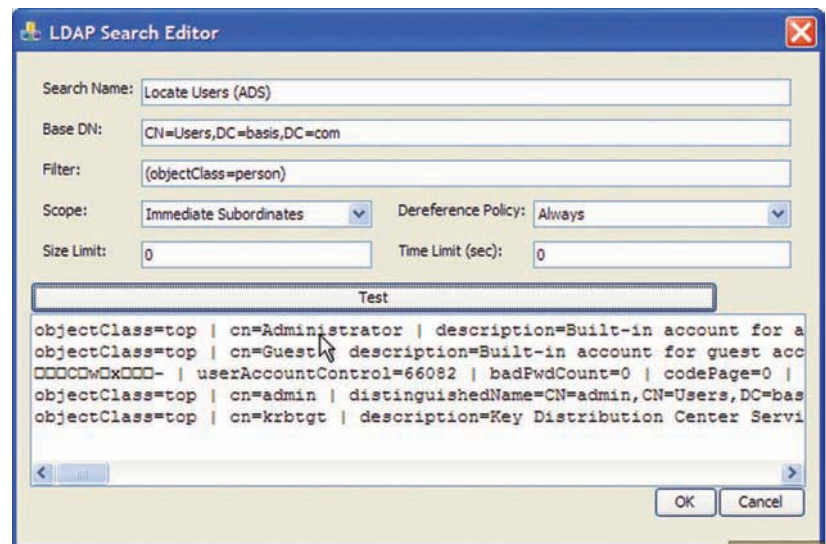 LDAP Search Editor
Search Name: Locate Users (ADS)
Base DN: CN=Users,DC=basis,DC=com
Filter: (objectClass=person)
Scope: Immediate Subordinates Dereference Policy: Always
Size Limit: 0 Time Limit (sec): 0
Test
objectClass=top | cn=Administrator | description=Built-in account for a
objectClass=top | cn=Guest | description=Built-in account for guest acc
□□□C□w□x□□□- | userAccountControl=66082 | badPwdCount=0 | codePage=0 |
objectClass=top | cn=admin | distinguishedName=CN=admin,CN=Users,DC=bas
objectClass=top | cn=krbtgt | description=Key Distribution Center Servi
OK Cancel